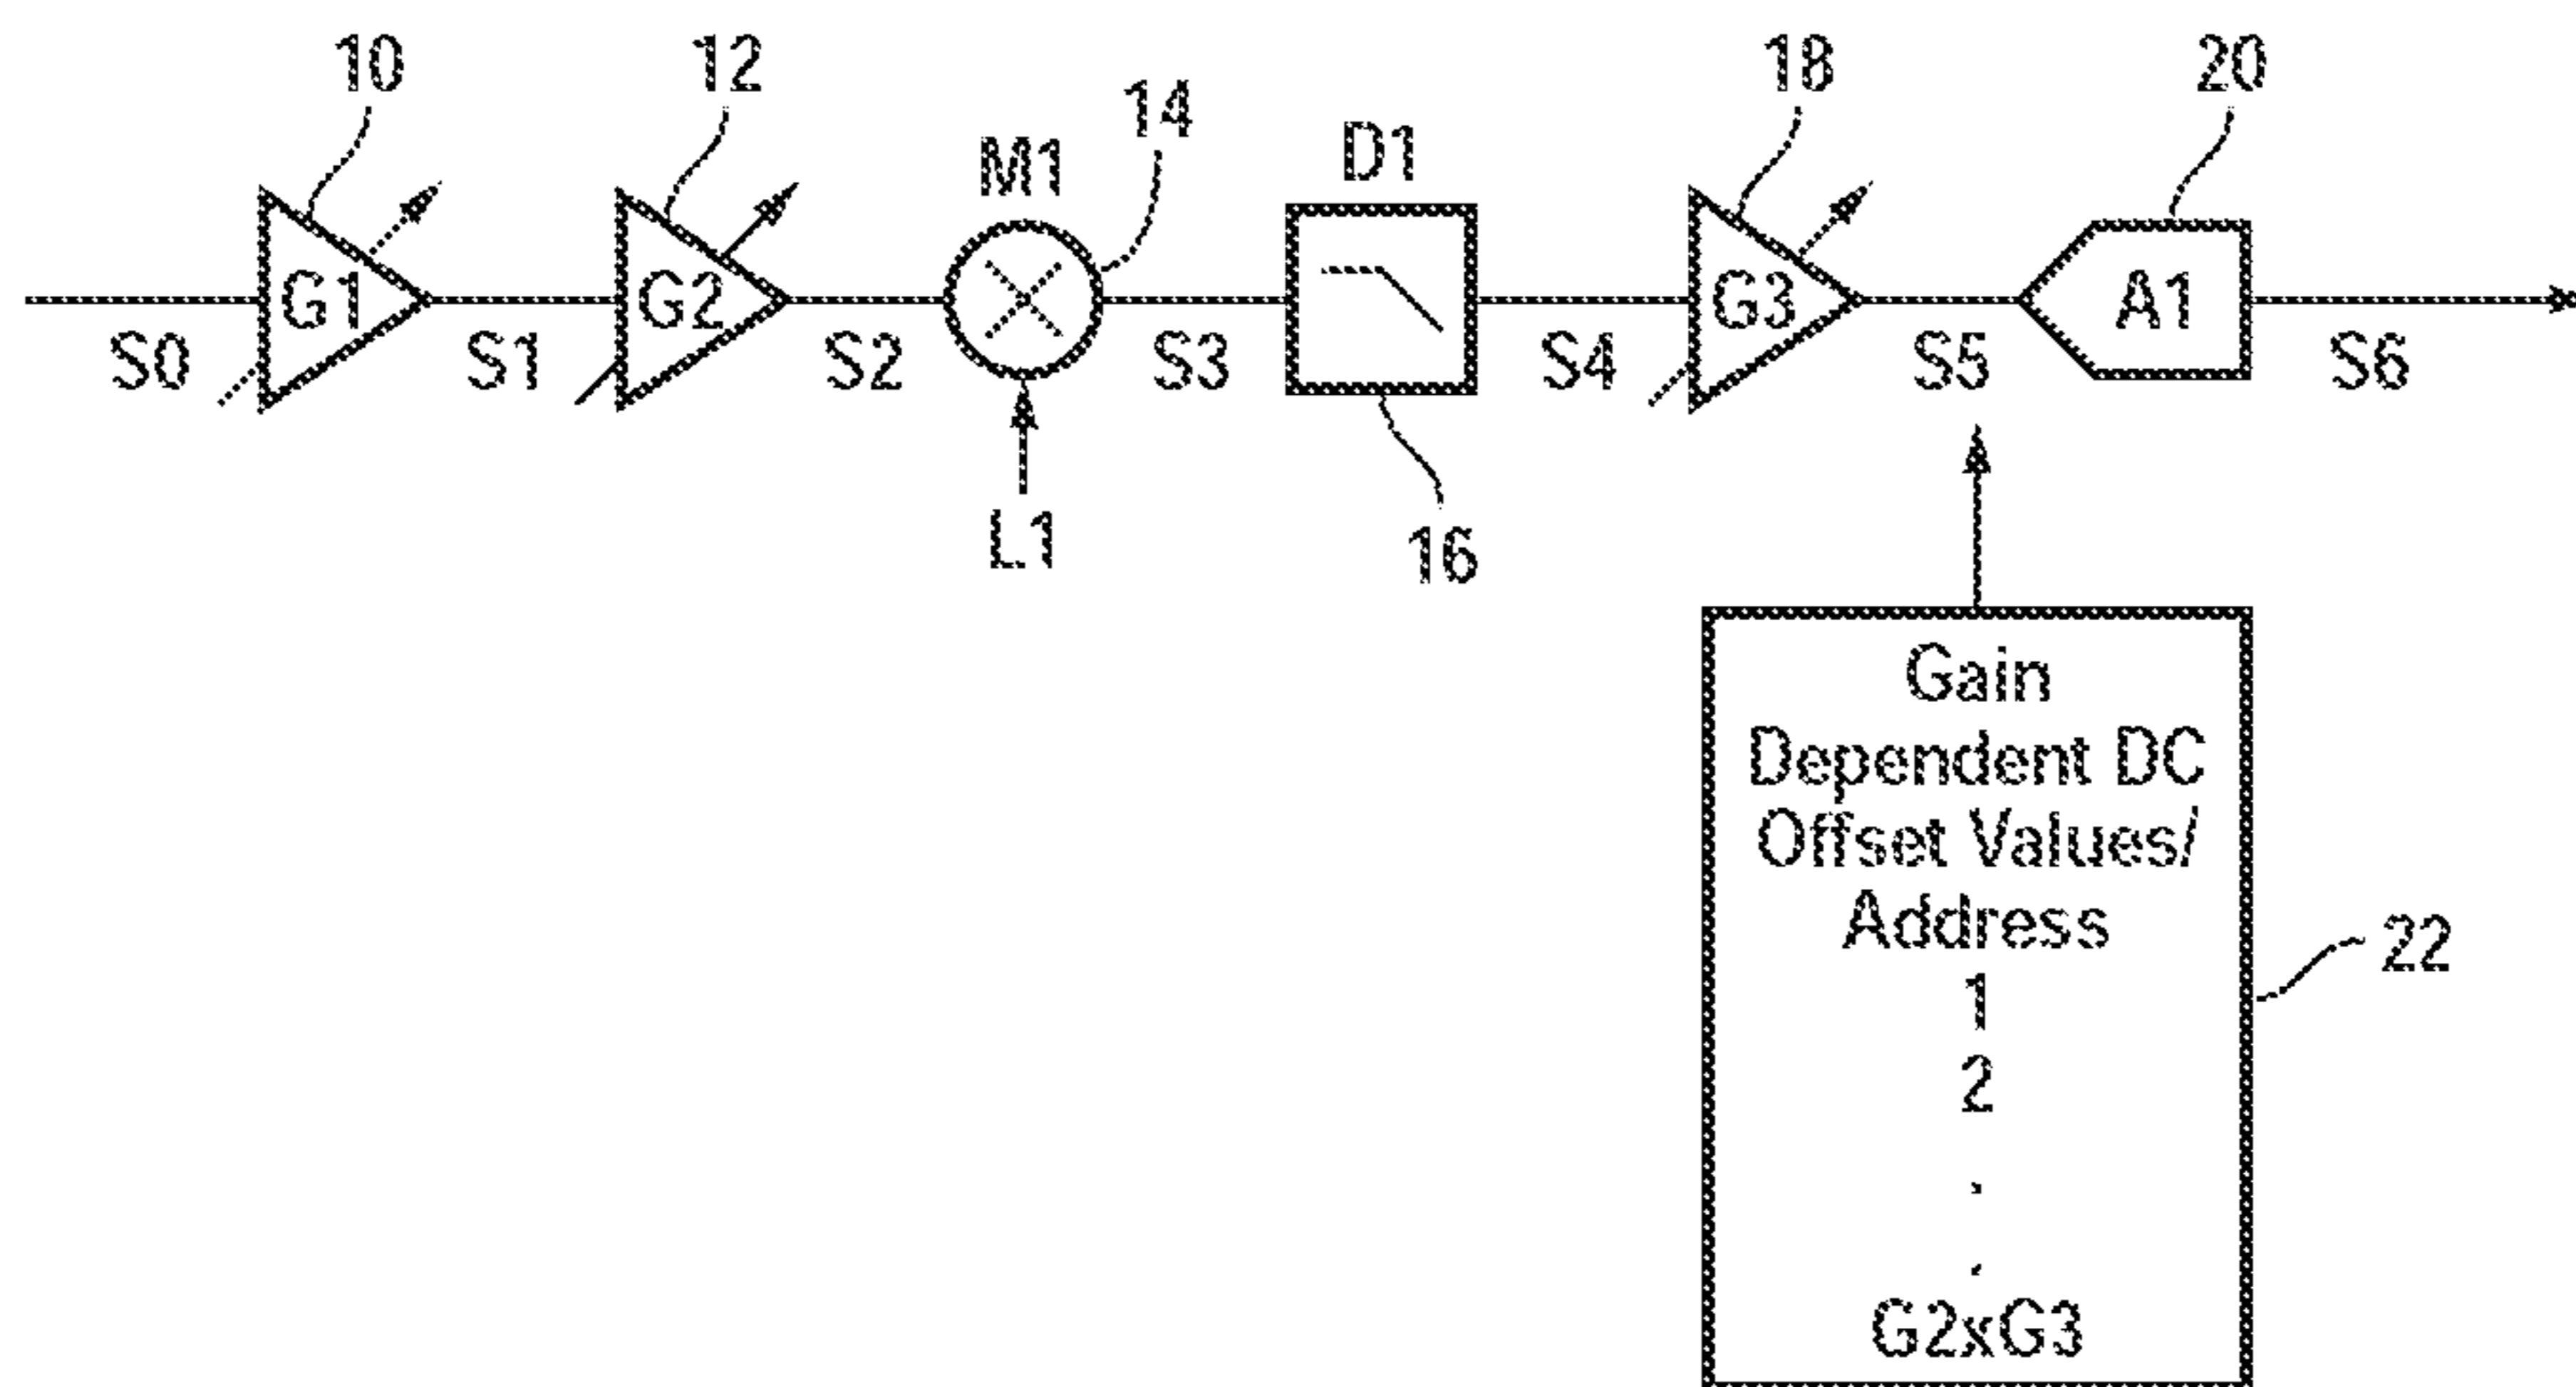 10
12
14
18
20
M1
D1
G1
G2
G3
A1
S0
S1
S2
S3
S4
S5
S6
L1
16
Gain
Dependent DC
Offset Values/
Address
1
2
.
.
G2xG3
22